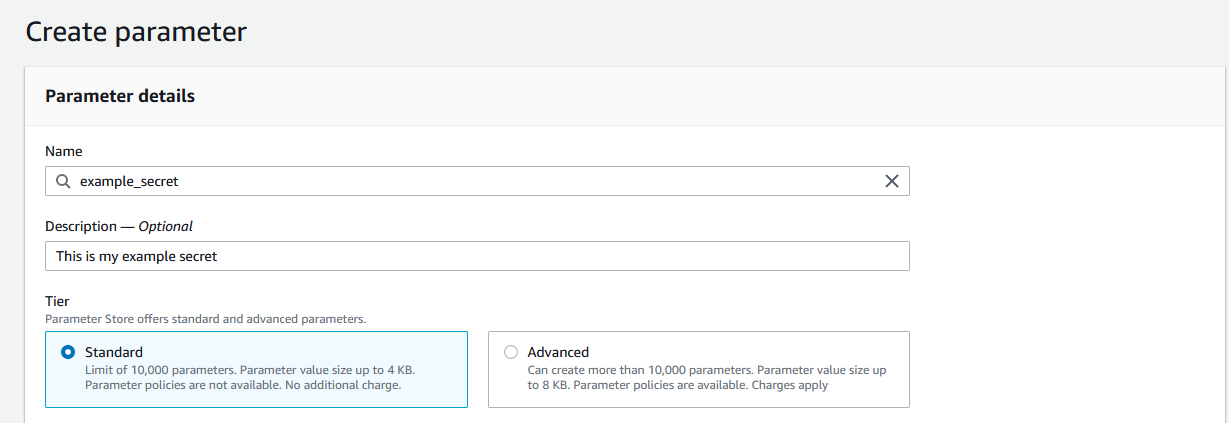 Create parameter
Parameter details
Name
example_secret
Description — Optional
This is my example secret
Tier
Parameter Store offers standard and advanced parameters.
Standard
Limit of 10,000 parameters. Parameter value size up to 4 KB.
Parameter policies are not available. No additional charge.
Advanced
Can create more than 10,000 parameters. Parameter value size up
to 8 KB. Parameter policies are available. Charges apply